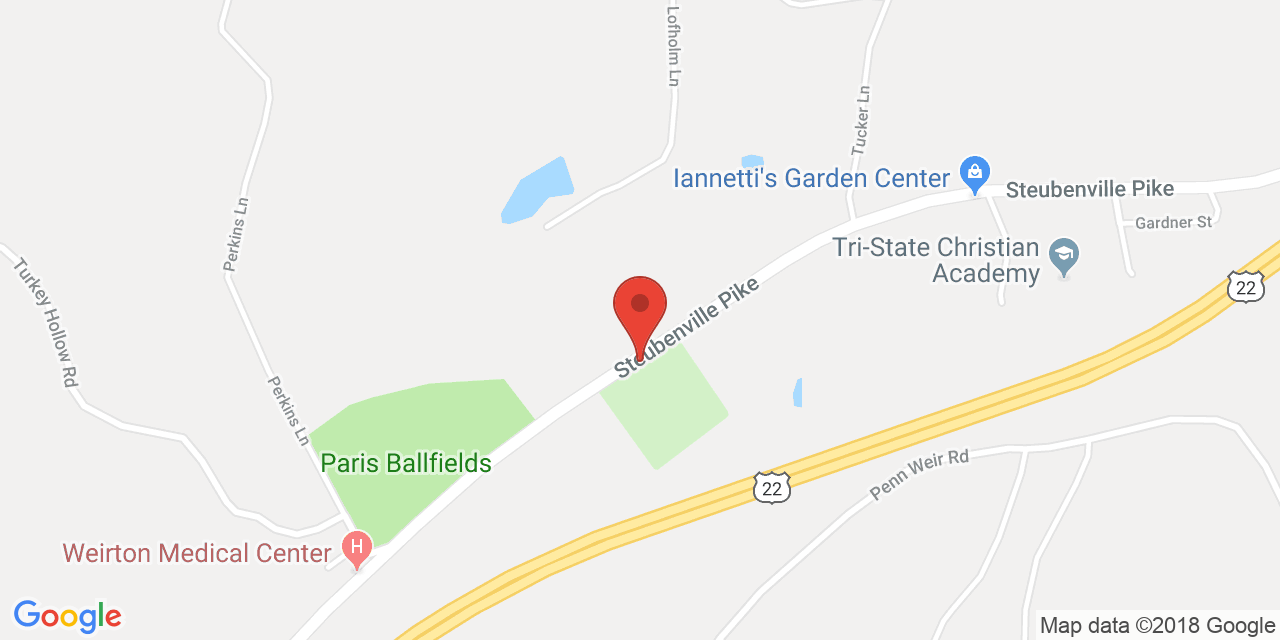 Lofholm Ln
Tucker Ln
Iannetti's Garden Center
Steubenville Pike
Perkins Ln
Gardner St
Tri-State Christian
Academy
Turkey Hollow Rd
22
Steubenville Pike
Perkins Ln
Paris Ballfields
Penn Weir Rd
22
Weirton Medical Center
H
Google
Map data ©2018 Google